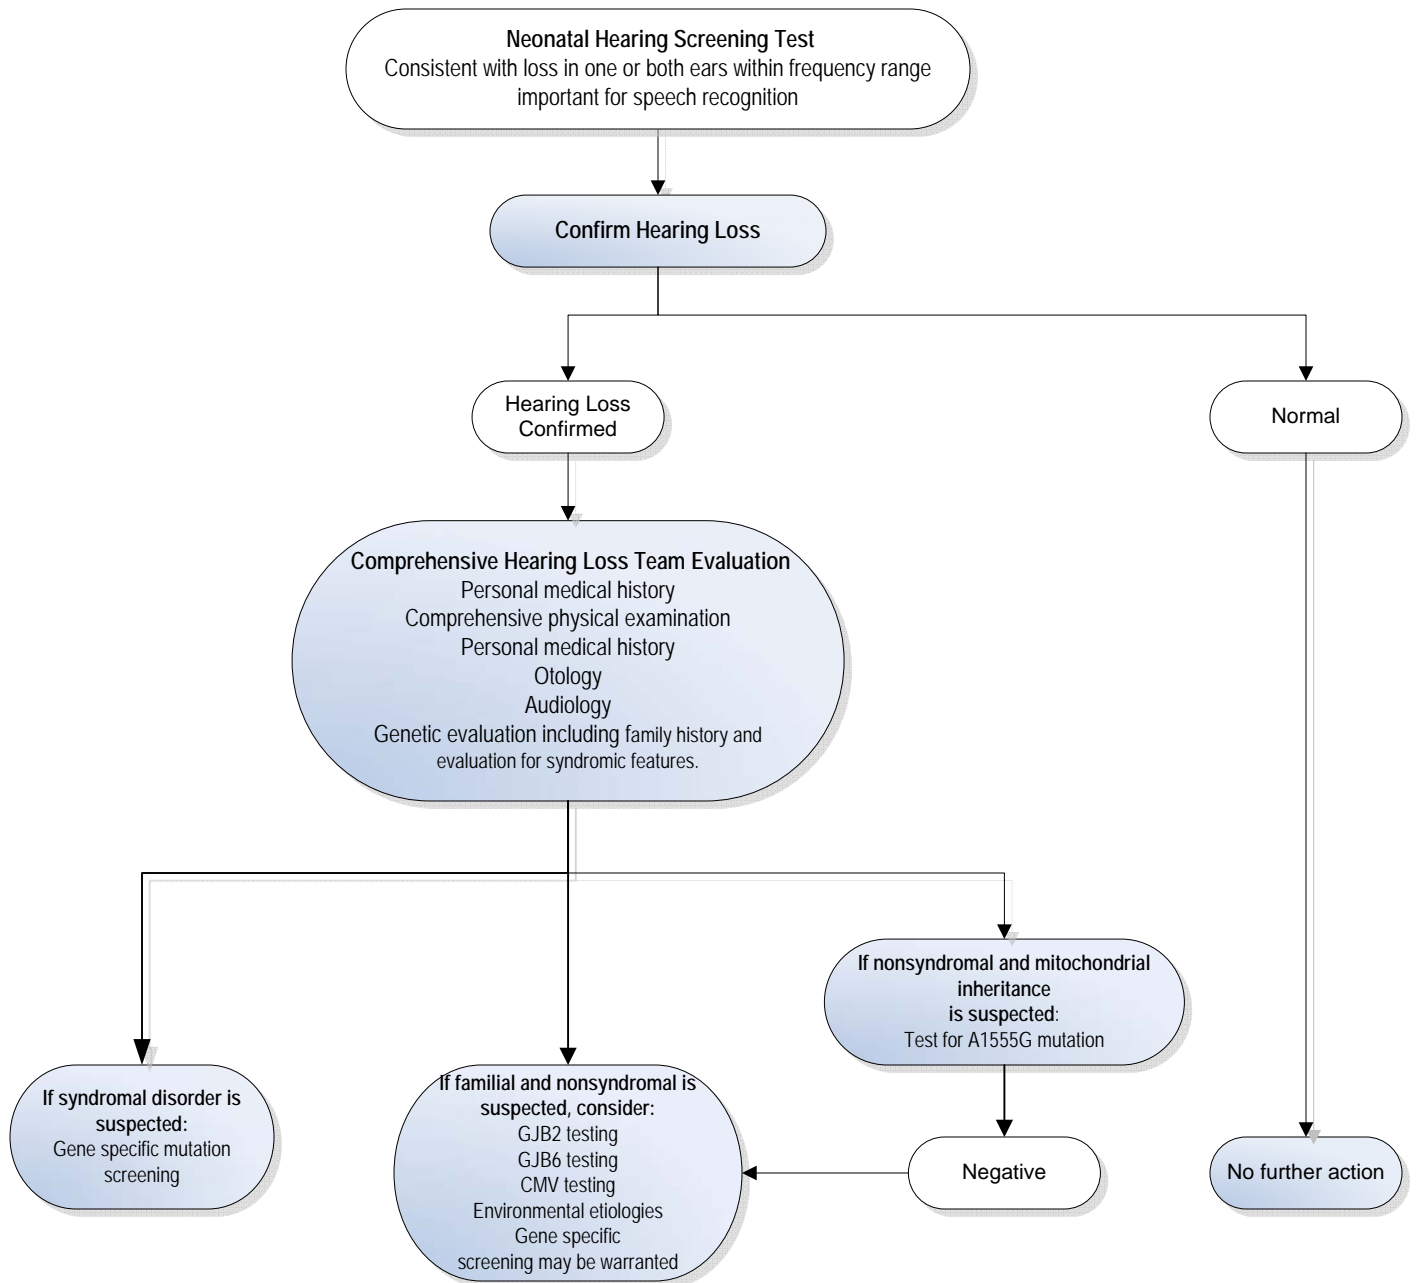 Neonatal Hearing Screening Test
Consistent with loss in one or both ears within frequency range
important for speech recognition
Confirm Hearing Loss
Hearing Loss
Confirmed
Normal
Comprehensive Hearing Loss Team Evaluation
Personal medical history
Comprehensive physical examination
Personal medical history
Otology
Audiology
Genetic evaluation including family history and
evaluation for syndromic features.
If nonsyndromal and mitochondrial
inheritance
is suspected:
Test for A1555G mutation
If syndromal disorder is
suspected:
Gene specific mutation
screening
If familial and nonsyndromal is
suspected, consider:
GJB2 testing
GJB6 testing
CMV testing
Environmental etiologies
Gene specific
screening may be warranted
Negative
No further action